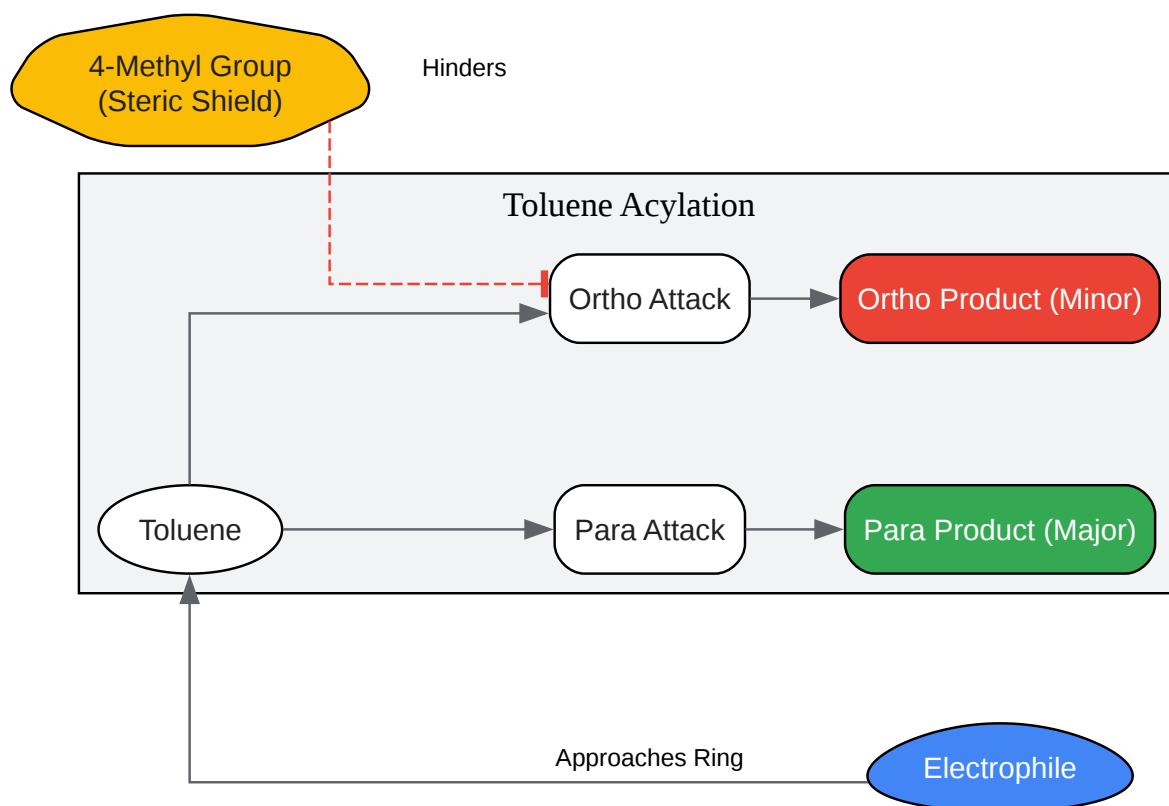 4-Methyl Group
(Steric Shield)
Hinders
Toluene Acylation
Ortho Attack
Ortho Product (Minor)
Toluene
Para Attack
Para Product (Major)
Approaches Ring
Electrophile